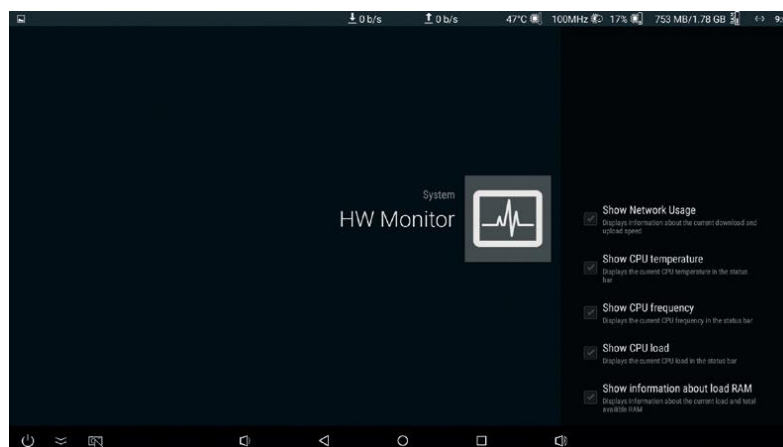 0 b/s 0 b/s 47°C 100MHz 17% 753 MB/1.78 GB 9:
System
HW Monitor
Show Network Usage
Displays information about the current download and
upload speed
Show CPU temperature
Displays the current CPU temperature in the status
bar
Show CPU frequency
Displays the current CPU frequency in the status bar
Show CPU load
Displays the current CPU load in the status bar
Show information about load RAM
Displays information about the current load and total
availible RAM